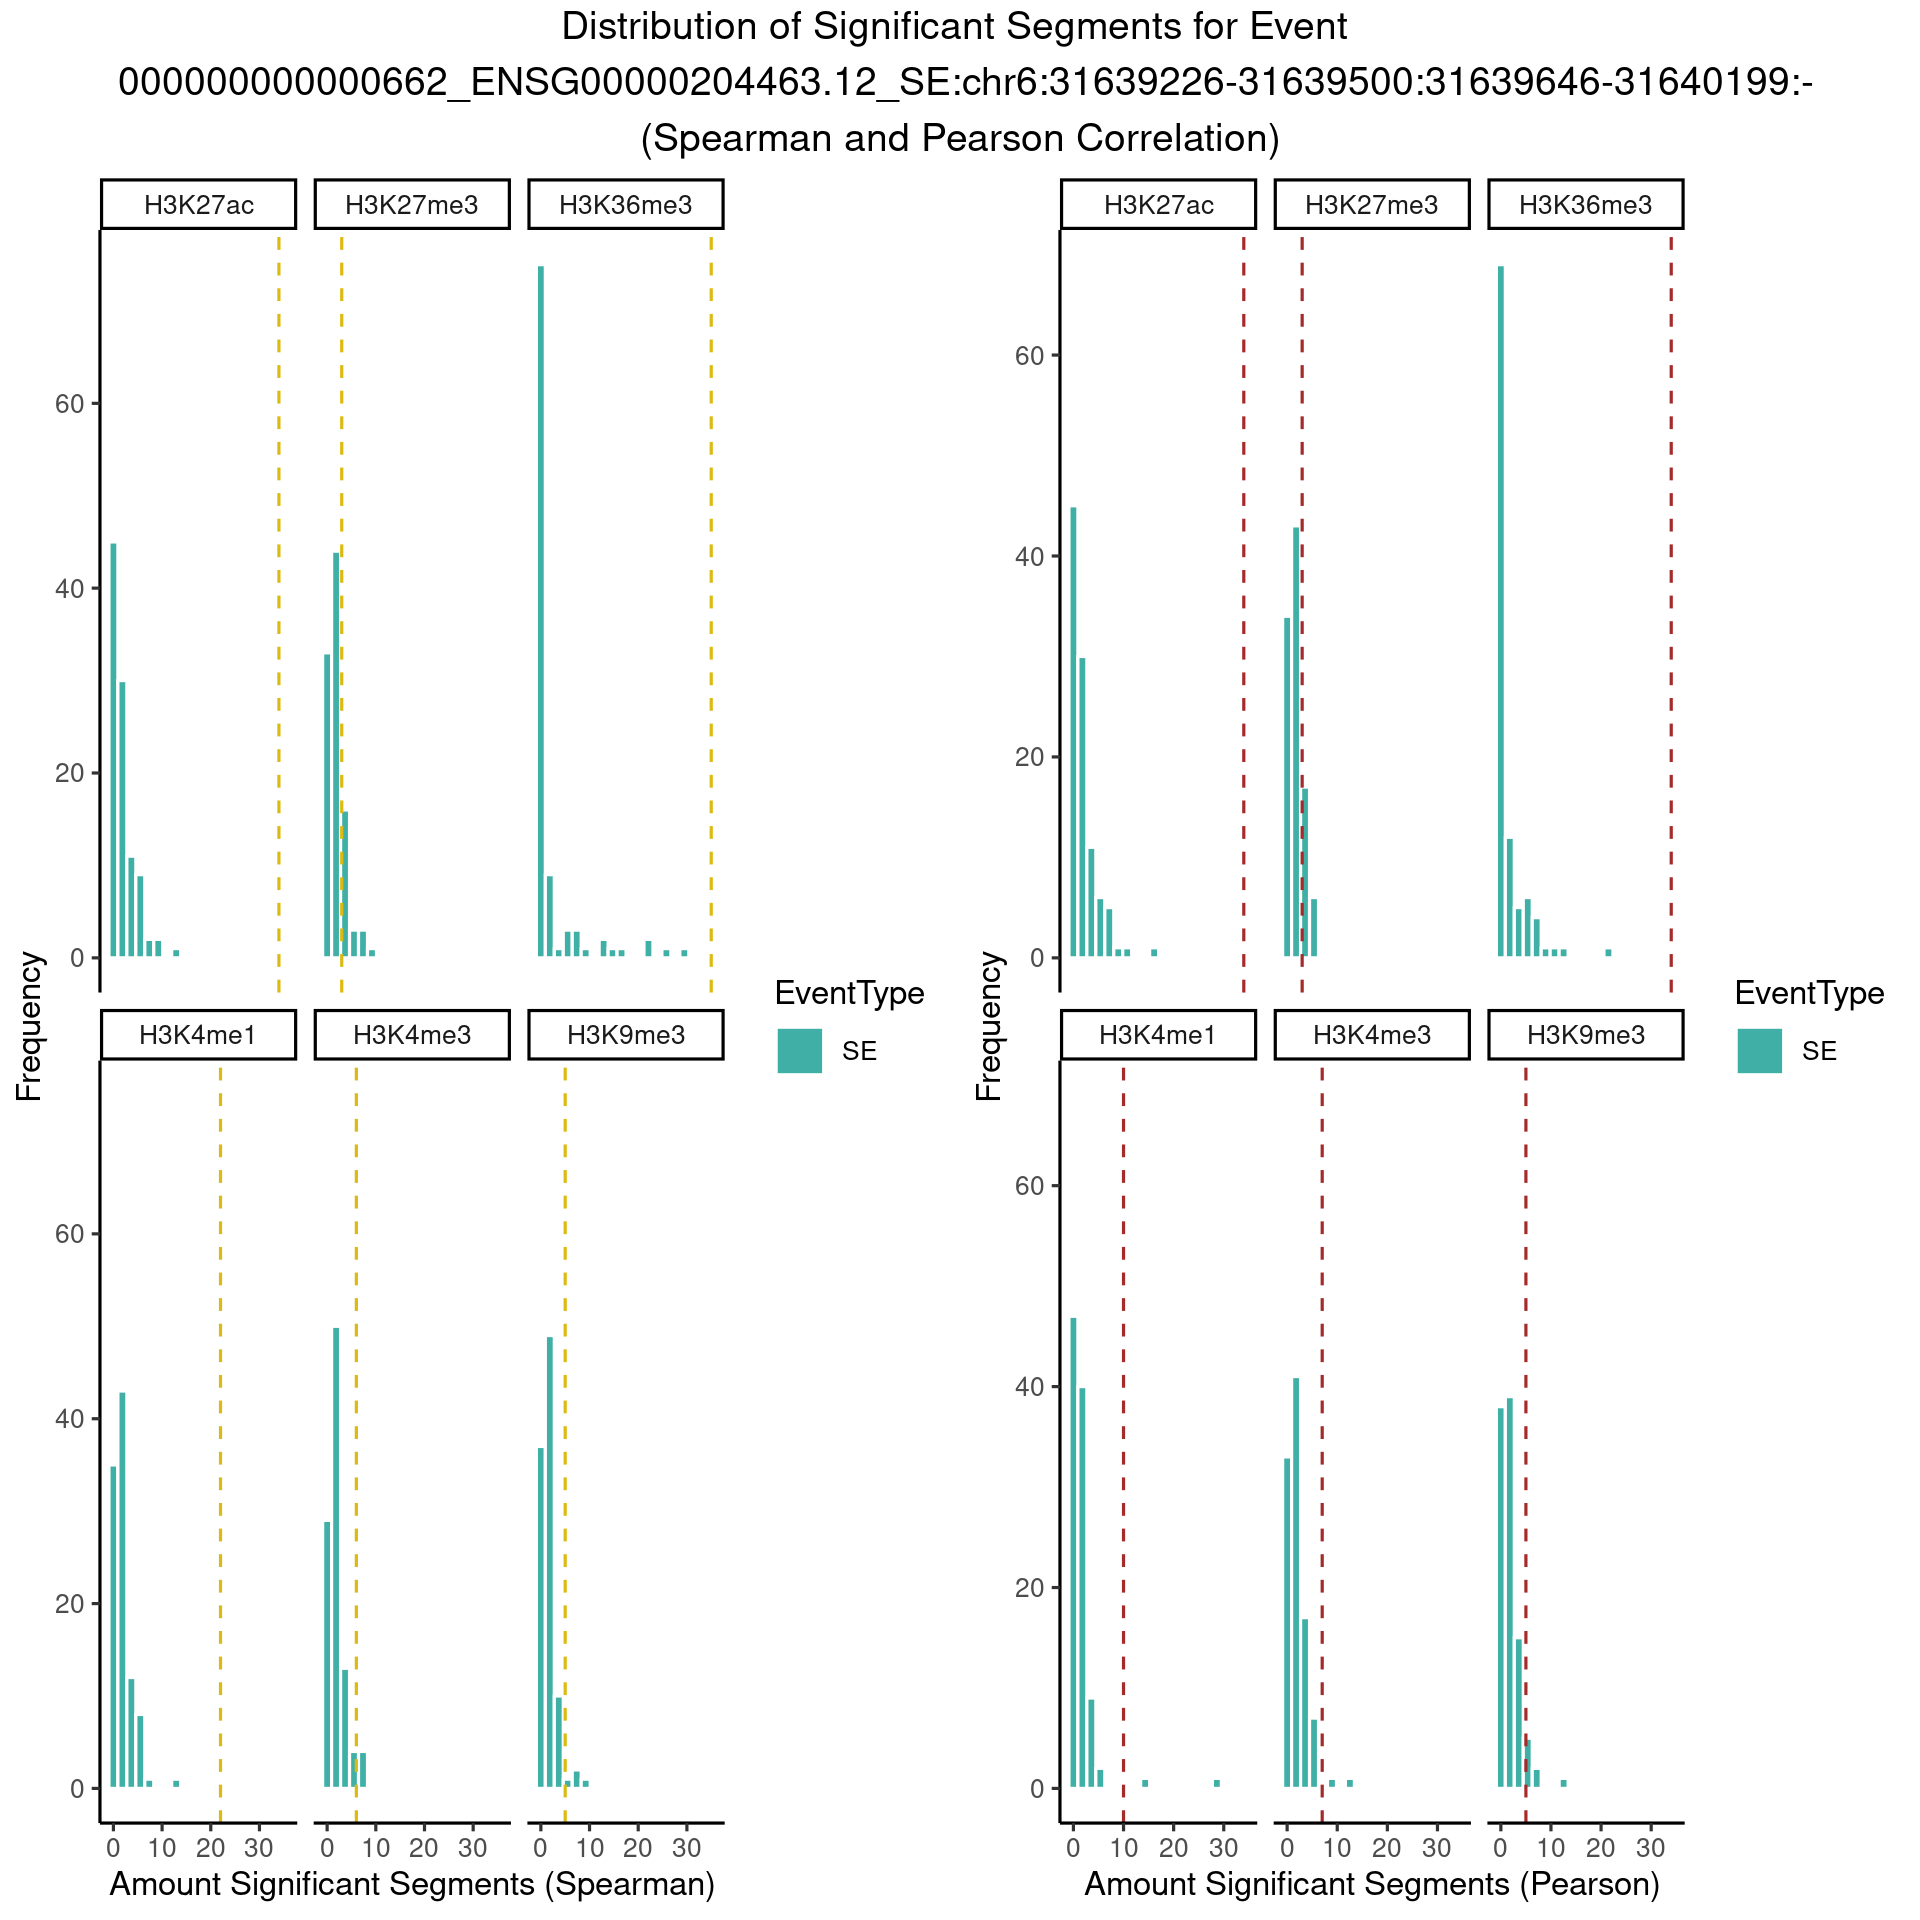 Distribution of Significant Segments for Event
000000000000662_ENSG00000204463.12_SE:chr6:31639226-31639500:31639646-31640199:-
(Spearman and Pearson Correlation)
H3K27ac H3K27me3 H3K36me3
60
40
20
0
H3K4me1 H3K4me3 H3K9me3
60
40
20
0
0 10 20 30 0 10 20 30 0 10 20 30
Frequency
Amount Significant Segments (Spearman)
EventType
SE
H3K27ac H3K27me3 H3K36me3
60
40
20
0
H3K4me1 H3K4me3 H3K9me3
60
40
20
0
0 10 20 30 0 10 20 30 0 10 20 30
Frequency
Amount Significant Segments (Pearson)
EventType
SE